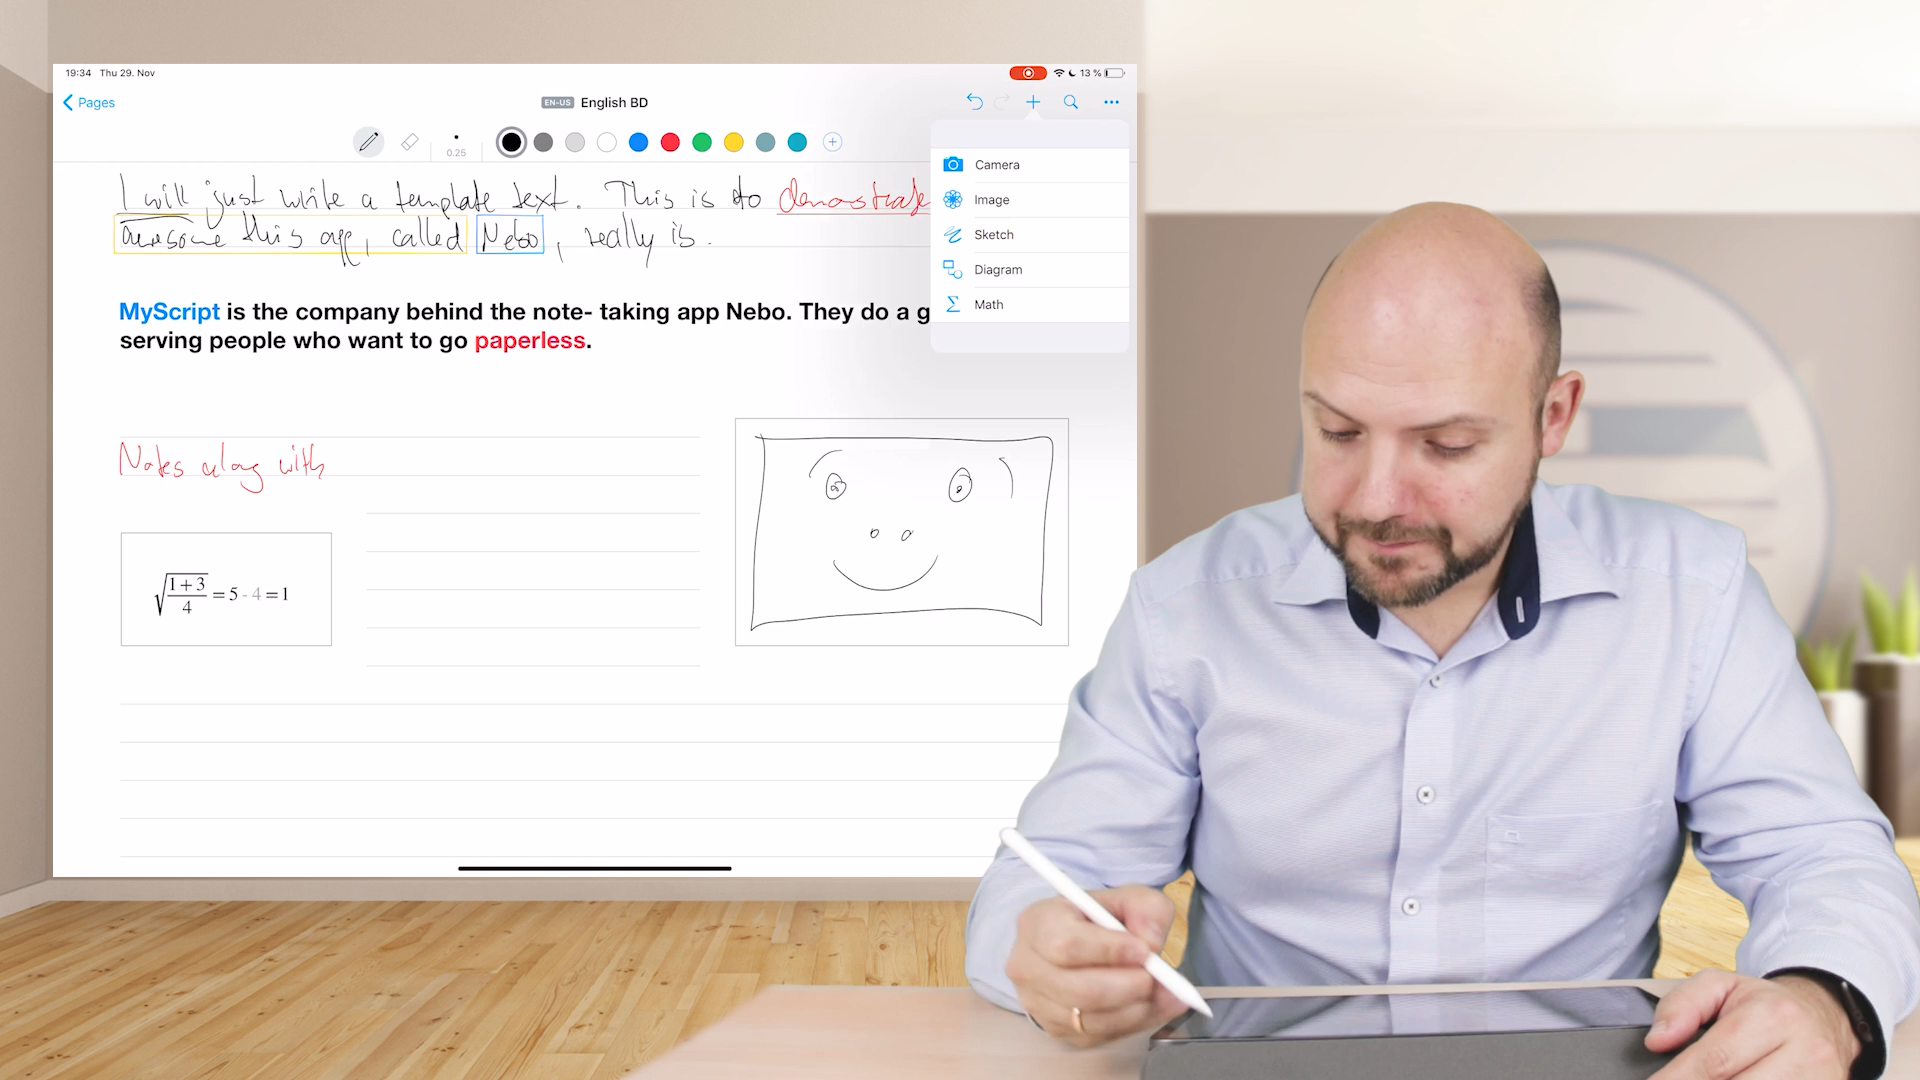 19:34 Thu 29. Nov 13 %
Pages EN-US English BD
0.25
Camera
Image
Sketch
Diagram
Math
I will just write a template text. This is to demonstrate
awesome this app, called Nebo, really is.
MyScript is the company behind the note- taking app Nebo. They do a g
serving people who want to go paperless.
Notes along with
√(1+3)/4 = 5 - 4 = 1